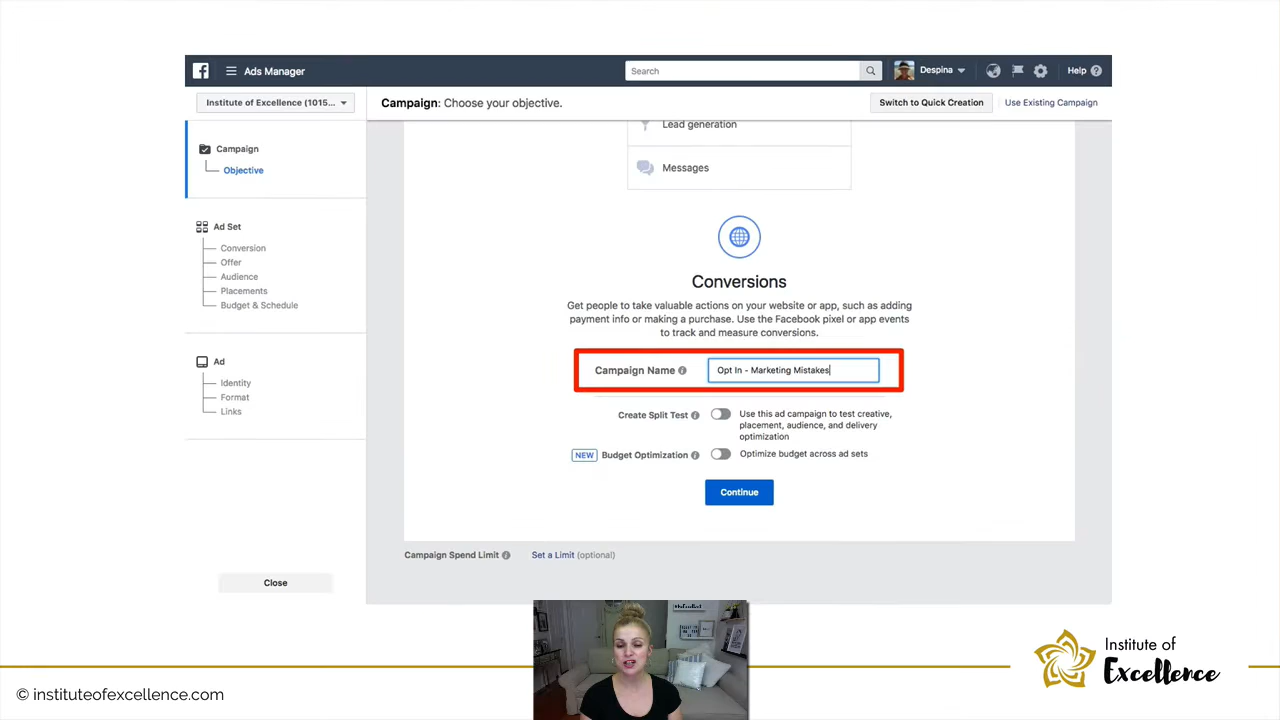 Ads Manager
Search
Despina
Help
Institute of Excellence (1015...
Campaign: Choose your objective.
Switch to Quick Creation
Use Existing Campaign
Campaign
Objective
Ad Set
Conversion
Offer
Audience
Placements
Budget & Schedule
Ad
Identity
Format
Links
Close
Lead generation
Messages
Conversions
Get people to take valuable actions on your website or app, such as adding
payment info or making a purchase. Use the Facebook pixel or app events
to track and measure conversions.
Campaign Name
Opt In - Marketing Mistakes
Create Split Test
Use this ad campaign to test creative,
placement, audience, and delivery
optimization
NEW Budget Optimization
Optimize budget across ad sets
Continue
Campaign Spend Limit
Set a Limit (optional)
© instituteofexcellence.com
Institute of
Excellence